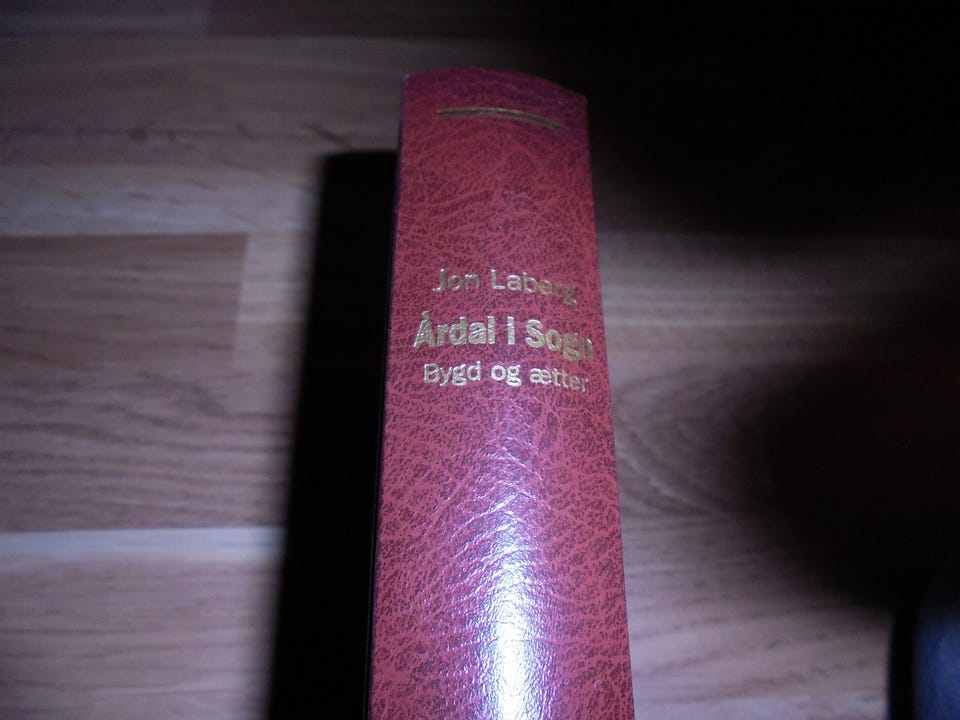 Jon Laberg
Årdal i Sogn
Bygd og ætter